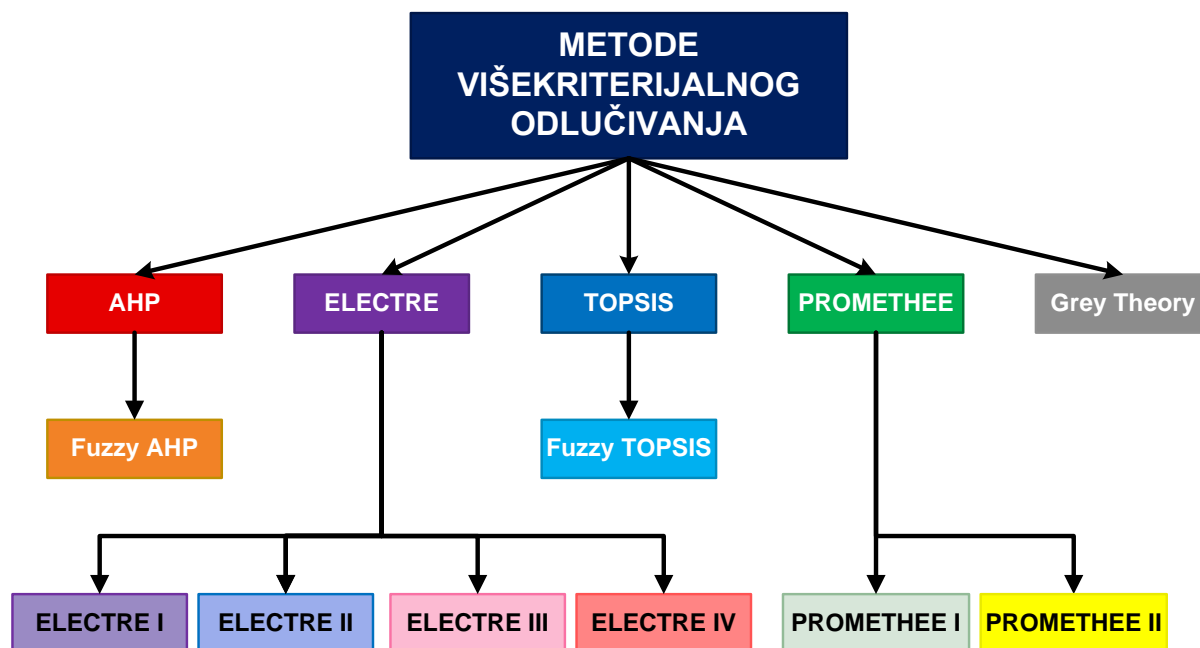 METODE
VIŠEKRITERIJALNOG
ODLUČIVANJA
AHP
ELECTRE
TOPSIS
PROMETHEE
Grey Theory
Fuzzy AHP
Fuzzy TOPSIS
ELECTRE I
ELECTRE II
ELECTRE III
ELECTRE IV
PROMETHEE I
PROMETHEE II